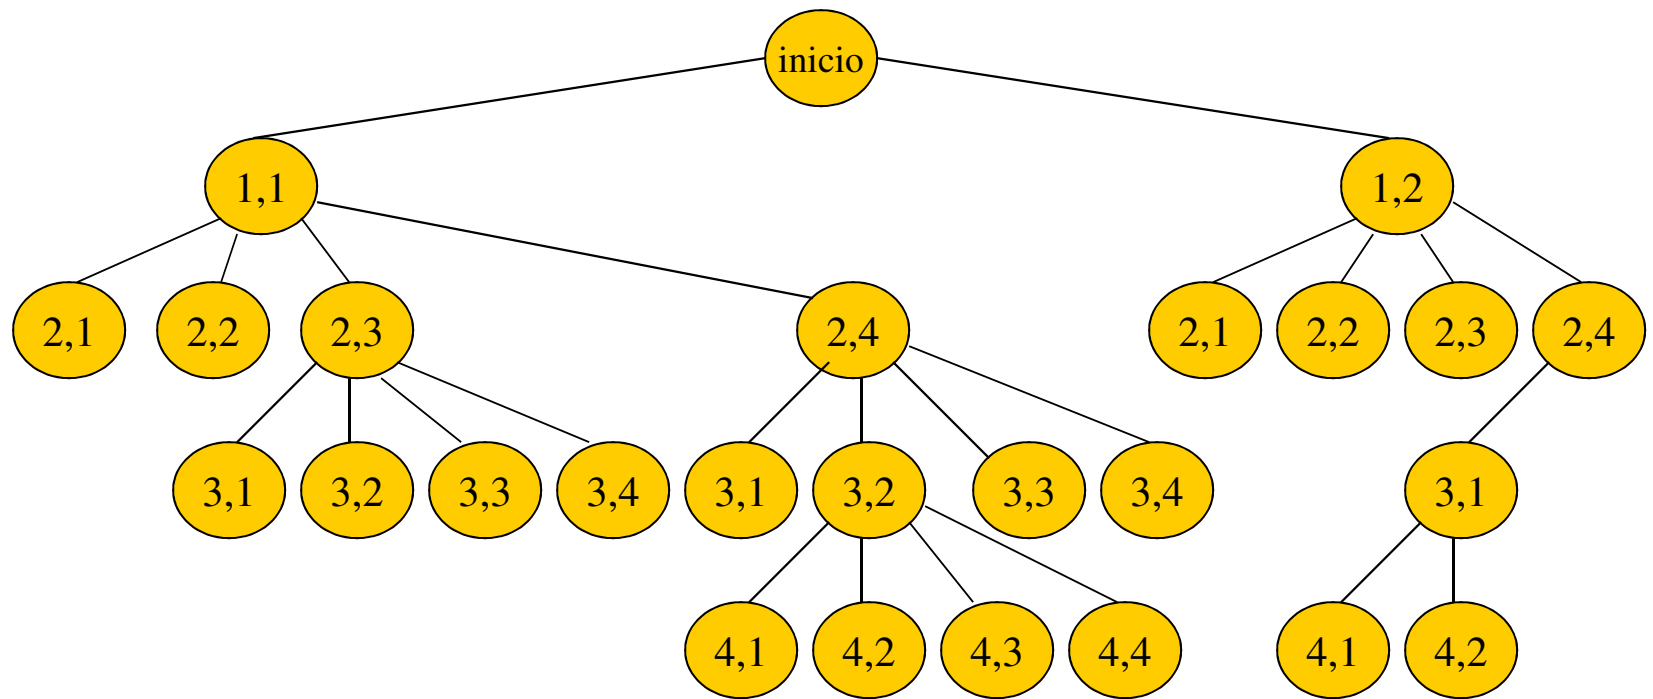 inicio
1,1 1,2
2,1 2,2 2,3 2,4 2,1 2,2 2,3 2,4
3,1 3,2 3,3 3,4 3,1 3,2 3,3 3,4 3,1
4,1 4,2 4,3 4,4 4,1 4,2